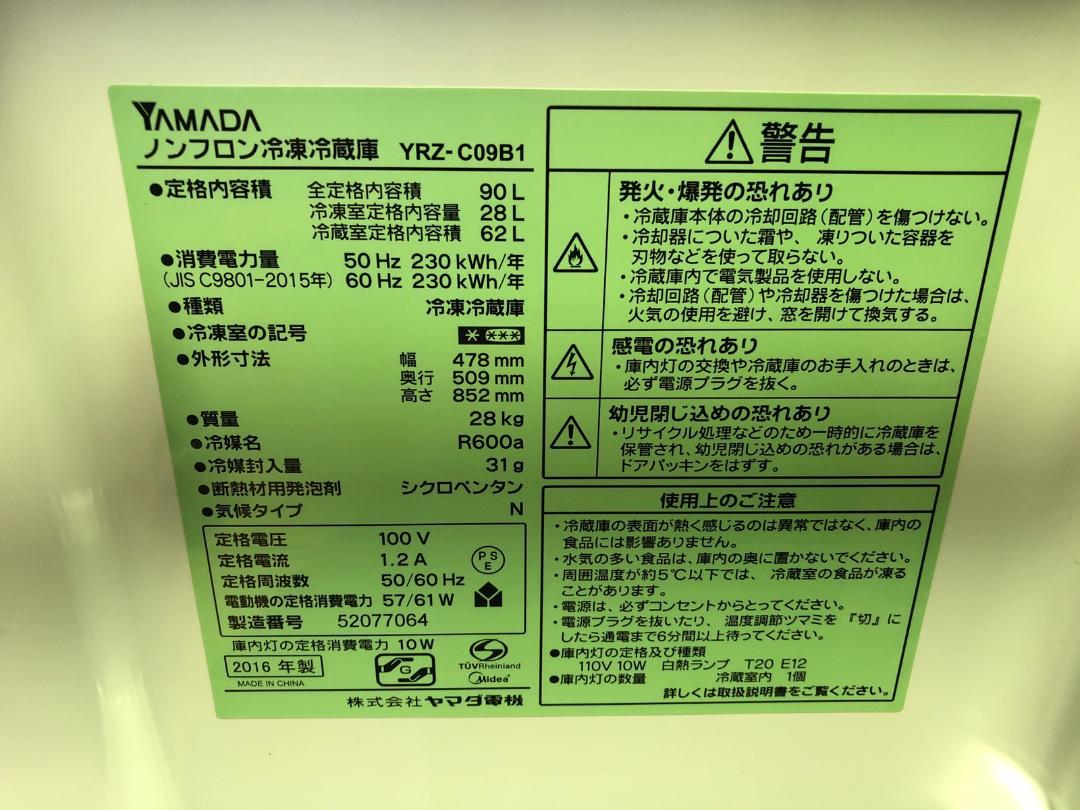 YAMADA
ノンフロン冷凍冷蔵庫 YRZ-C09B1
●定格内容積 全定格内容積 90 L
冷凍室定格内容量 28 L
冷蔵室定格内容積 62 L
●消費電力量 50 Hz 230 kWh/年
(JIS C9801-2015年) 60 Hz 230 kWh/年
●種類 冷凍冷蔵庫
●冷凍室の記号 * ***
●外形寸法 幅 478 mm
奥行 509 mm
高さ 852 mm
●質量 28 kg
●冷媒名 R600a
●冷媒封入量 31 g
●断熱材用発泡剤 シクロペンタン
●気候タイプ N
定格電圧 100 V
定格電流 1.2 A
定格周波数 50/60 Hz
電動機の定格消費電力 57/61 W
製造番号 52077064
PS
E
庫内灯の定格消費電力 10 W
2016 年製
MADE IN CHINA
G
TÜVRheinland
Midea
株式会社 ヤマダ電機
警告
発火・爆発の恐れあり
・冷蔵庫本体の冷却回路(配管)を傷つけない。
・冷却器についた霜や、凍りついた容器を
刃物などを使って取らない。
・冷蔵庫内で電気製品を使用しない。
・冷却回路(配管)や冷却器を傷つけた場合は、
火気の使用を避け、窓を開けて換気する。
感電の恐れあり
・庫内灯の交換や冷蔵庫のお手入れのときは、
必ず電源プラグを抜く。
幼児閉じ込めの恐れあり
・リサイクル処理などのため一時的に冷蔵庫を
保管され、幼児閉じ込めの恐れがある場合は、
ドアパッキンをはずす。
使用上のご注意
・冷蔵庫の表面が熱く感じるのは異常ではなく、庫内の
食品には影響ありません。
・水気の多い食品は、庫内の奥に置かないでください。
・周囲温度が約5℃以下では、冷蔵室の食品が凍る
ことがあります。
・電源は、必ずコンセントからとってください。
・電源プラグを抜いたり、温度調節ツマミを『切』に
したら通電まで6分間以上待ってください。
●庫内灯の定格及び種類
110V 10W 白熱ランプ T20 E12
●庫内灯の数量 冷蔵室内 1個
詳しくは取扱説明書をご覧ください。